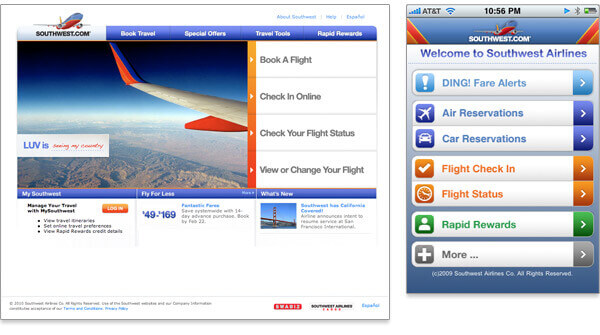 About Southwest | Help | Español
SOUTHWEST.COM
Book Travel
Special Offers
Travel Tools
Rapid Rewards
Book A Flight
Check In Online
Check Your Flight Status
View or Change Your Flight
LUV is seeing my country
My Southwest
Manage Your Travel
with MySouthwest
LOG IN
View travel itineraries
Set online travel preferences
View Rapid Rewards credit details
Fly For Less
More »
$49-$169
Fantastic Fares
Save systemwide with 14-
day advance purchase. Book
by Feb 22.
What's New
Southwest has California
Covered!
Airline announces intent to
resume service at San
Francisco International.
© 2010 Southwest Airlines Co. All Rights Reserved. Use of the Southwest websites and our Company Information
constitutes acceptance of our Terms and Conditions. Privacy Policy
SWABIZ
SOUTHWEST AIRLINES
CARGO
Español
AT&T
10:56 PM
SOUTHWEST.COM
Welcome to Southwest Airlines
DING! Fare Alerts
Air Reservations
Car Reservations
Flight Check In
Flight Status
Rapid Rewards
More ...
(c)2009 Southwest Airlines Co. All Rights Reserved.